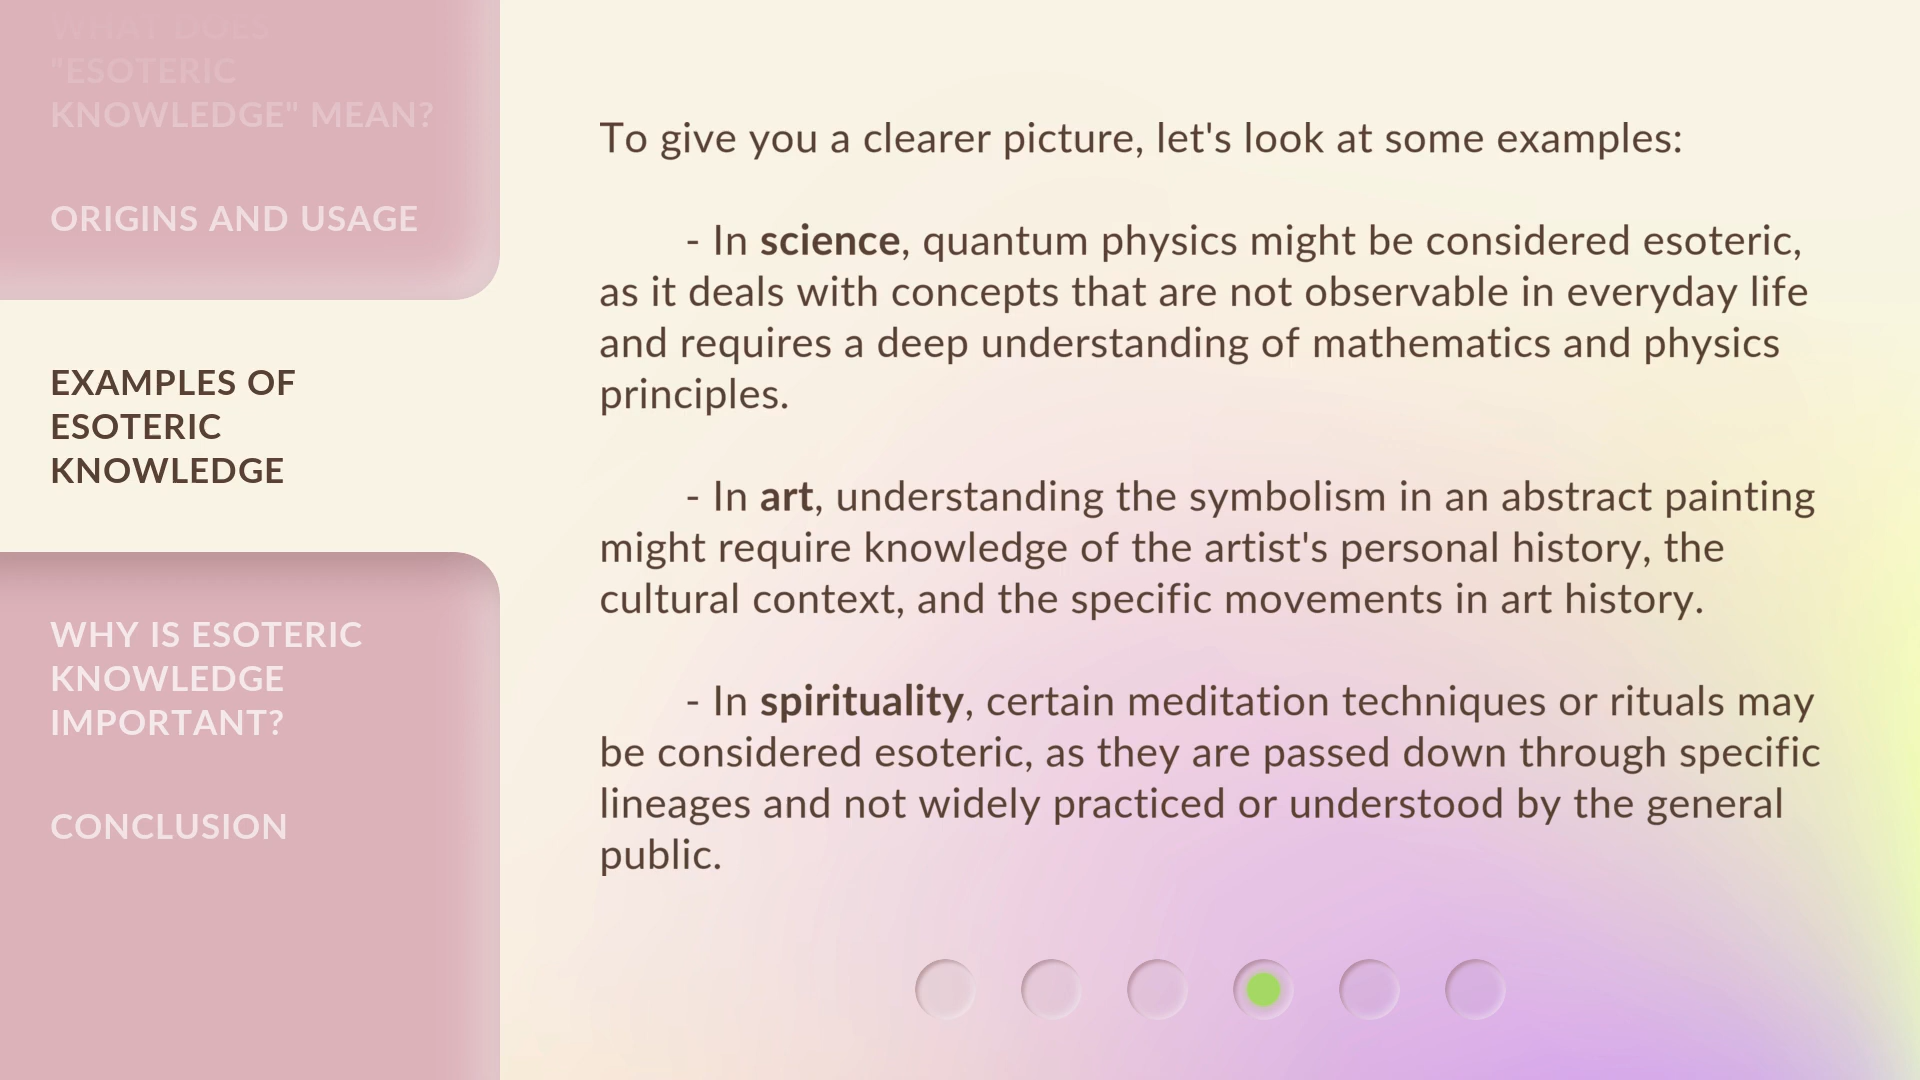 WHAT DOES
"ESOTERIC
KNOWLEDGE" MEAN?
ORIGINS AND USAGE
EXAMPLES OF
ESOTERIC
KNOWLEDGE
WHY IS ESOTERIC
KNOWLEDGE
IMPORTANT?
CONCLUSION
To give you a clearer picture, let's look at some examples:
- In science, quantum physics might be considered esoteric,
as it deals with concepts that are not observable in everyday life
and requires a deep understanding of mathematics and physics
principles.
- In art, understanding the symbolism in an abstract painting
might require knowledge of the artist's personal history, the
cultural context, and the specific movements in art history.
- In spirituality, certain meditation techniques or rituals may
be considered esoteric, as they are passed down through specific
lineages and not widely practiced or understood by the general
public.